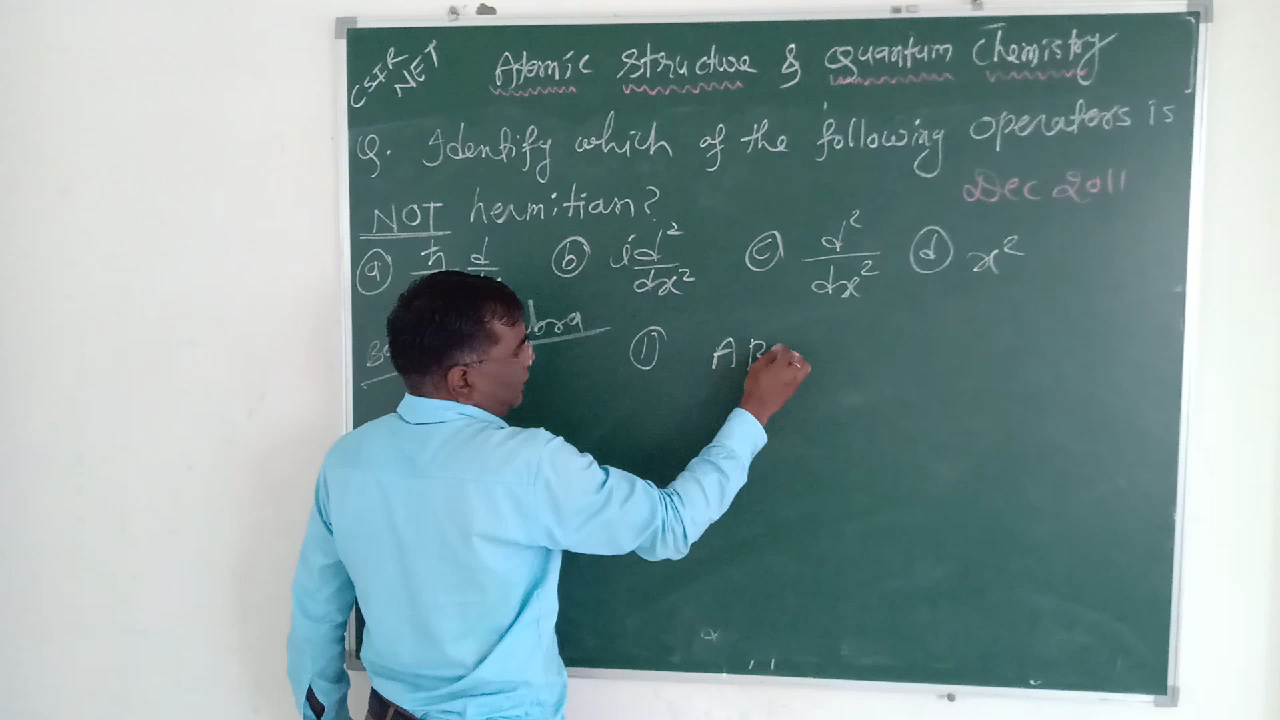 CSIR NET
Atomic Structure & Quantum Chemistry
Q. Identify which of the following operators is
NOT hermitian? Dec 2011
(a) ħ d (b) i d²/dx² (c) d²/dx² (d) x²
(1) A